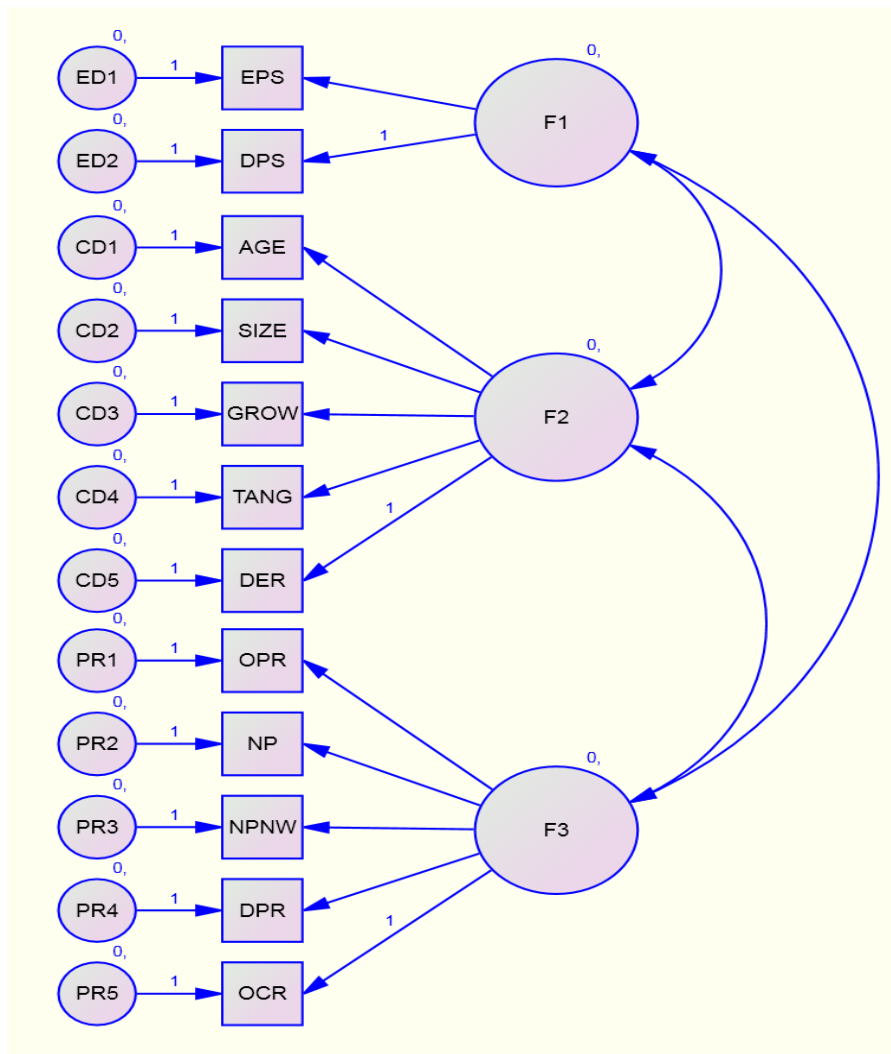 0,
0,
ED1
1
EPS
F1
0,
1
ED2
1
DPS
0,
CD1
1
AGE
0,
CD2
1
SIZE
0,
0,
CD3
1
GROW
F2
0,
CD4
1
TANG
1
0,
CD5
1
DER
0,
PR1
1
OPR
0,
PR2
1
NP
0,
0,
PR3
1
NPNW
F3
0,
PR4
1
DPR
1
0,
PR5
1
OCR